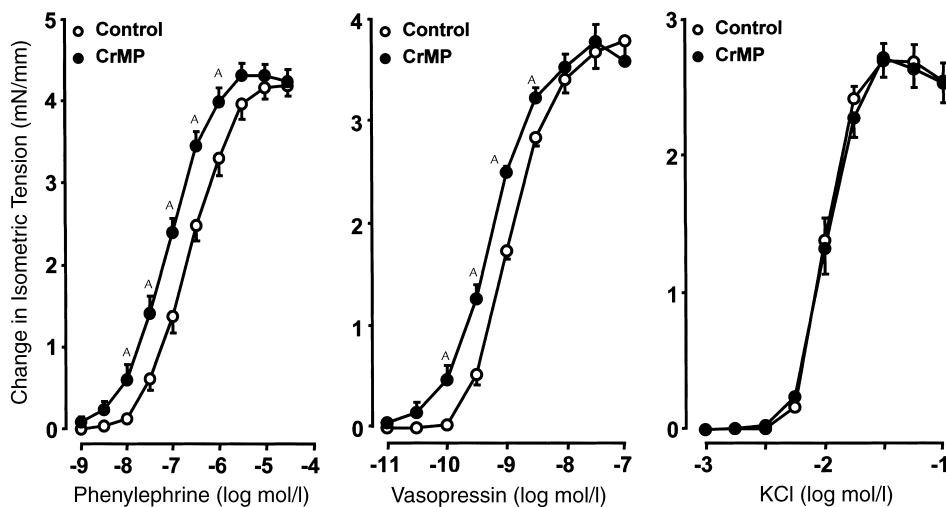 Change in Isometric Tension (mN/mm)
5
4
3
2
1
0
Control
CrMP
A
A
A
A
A
-9 -8 -7 -6 -5 -4
Phenylephrine (log mol/l)
4
3
2
1
0
Control
CrMP
A
A
A
A
-11 -10 -9 -8 -7
Vasopressin (log mol/l)
3
2
1
0
Control
CrMP
-3 -2 -1
KCl (log mol/l)